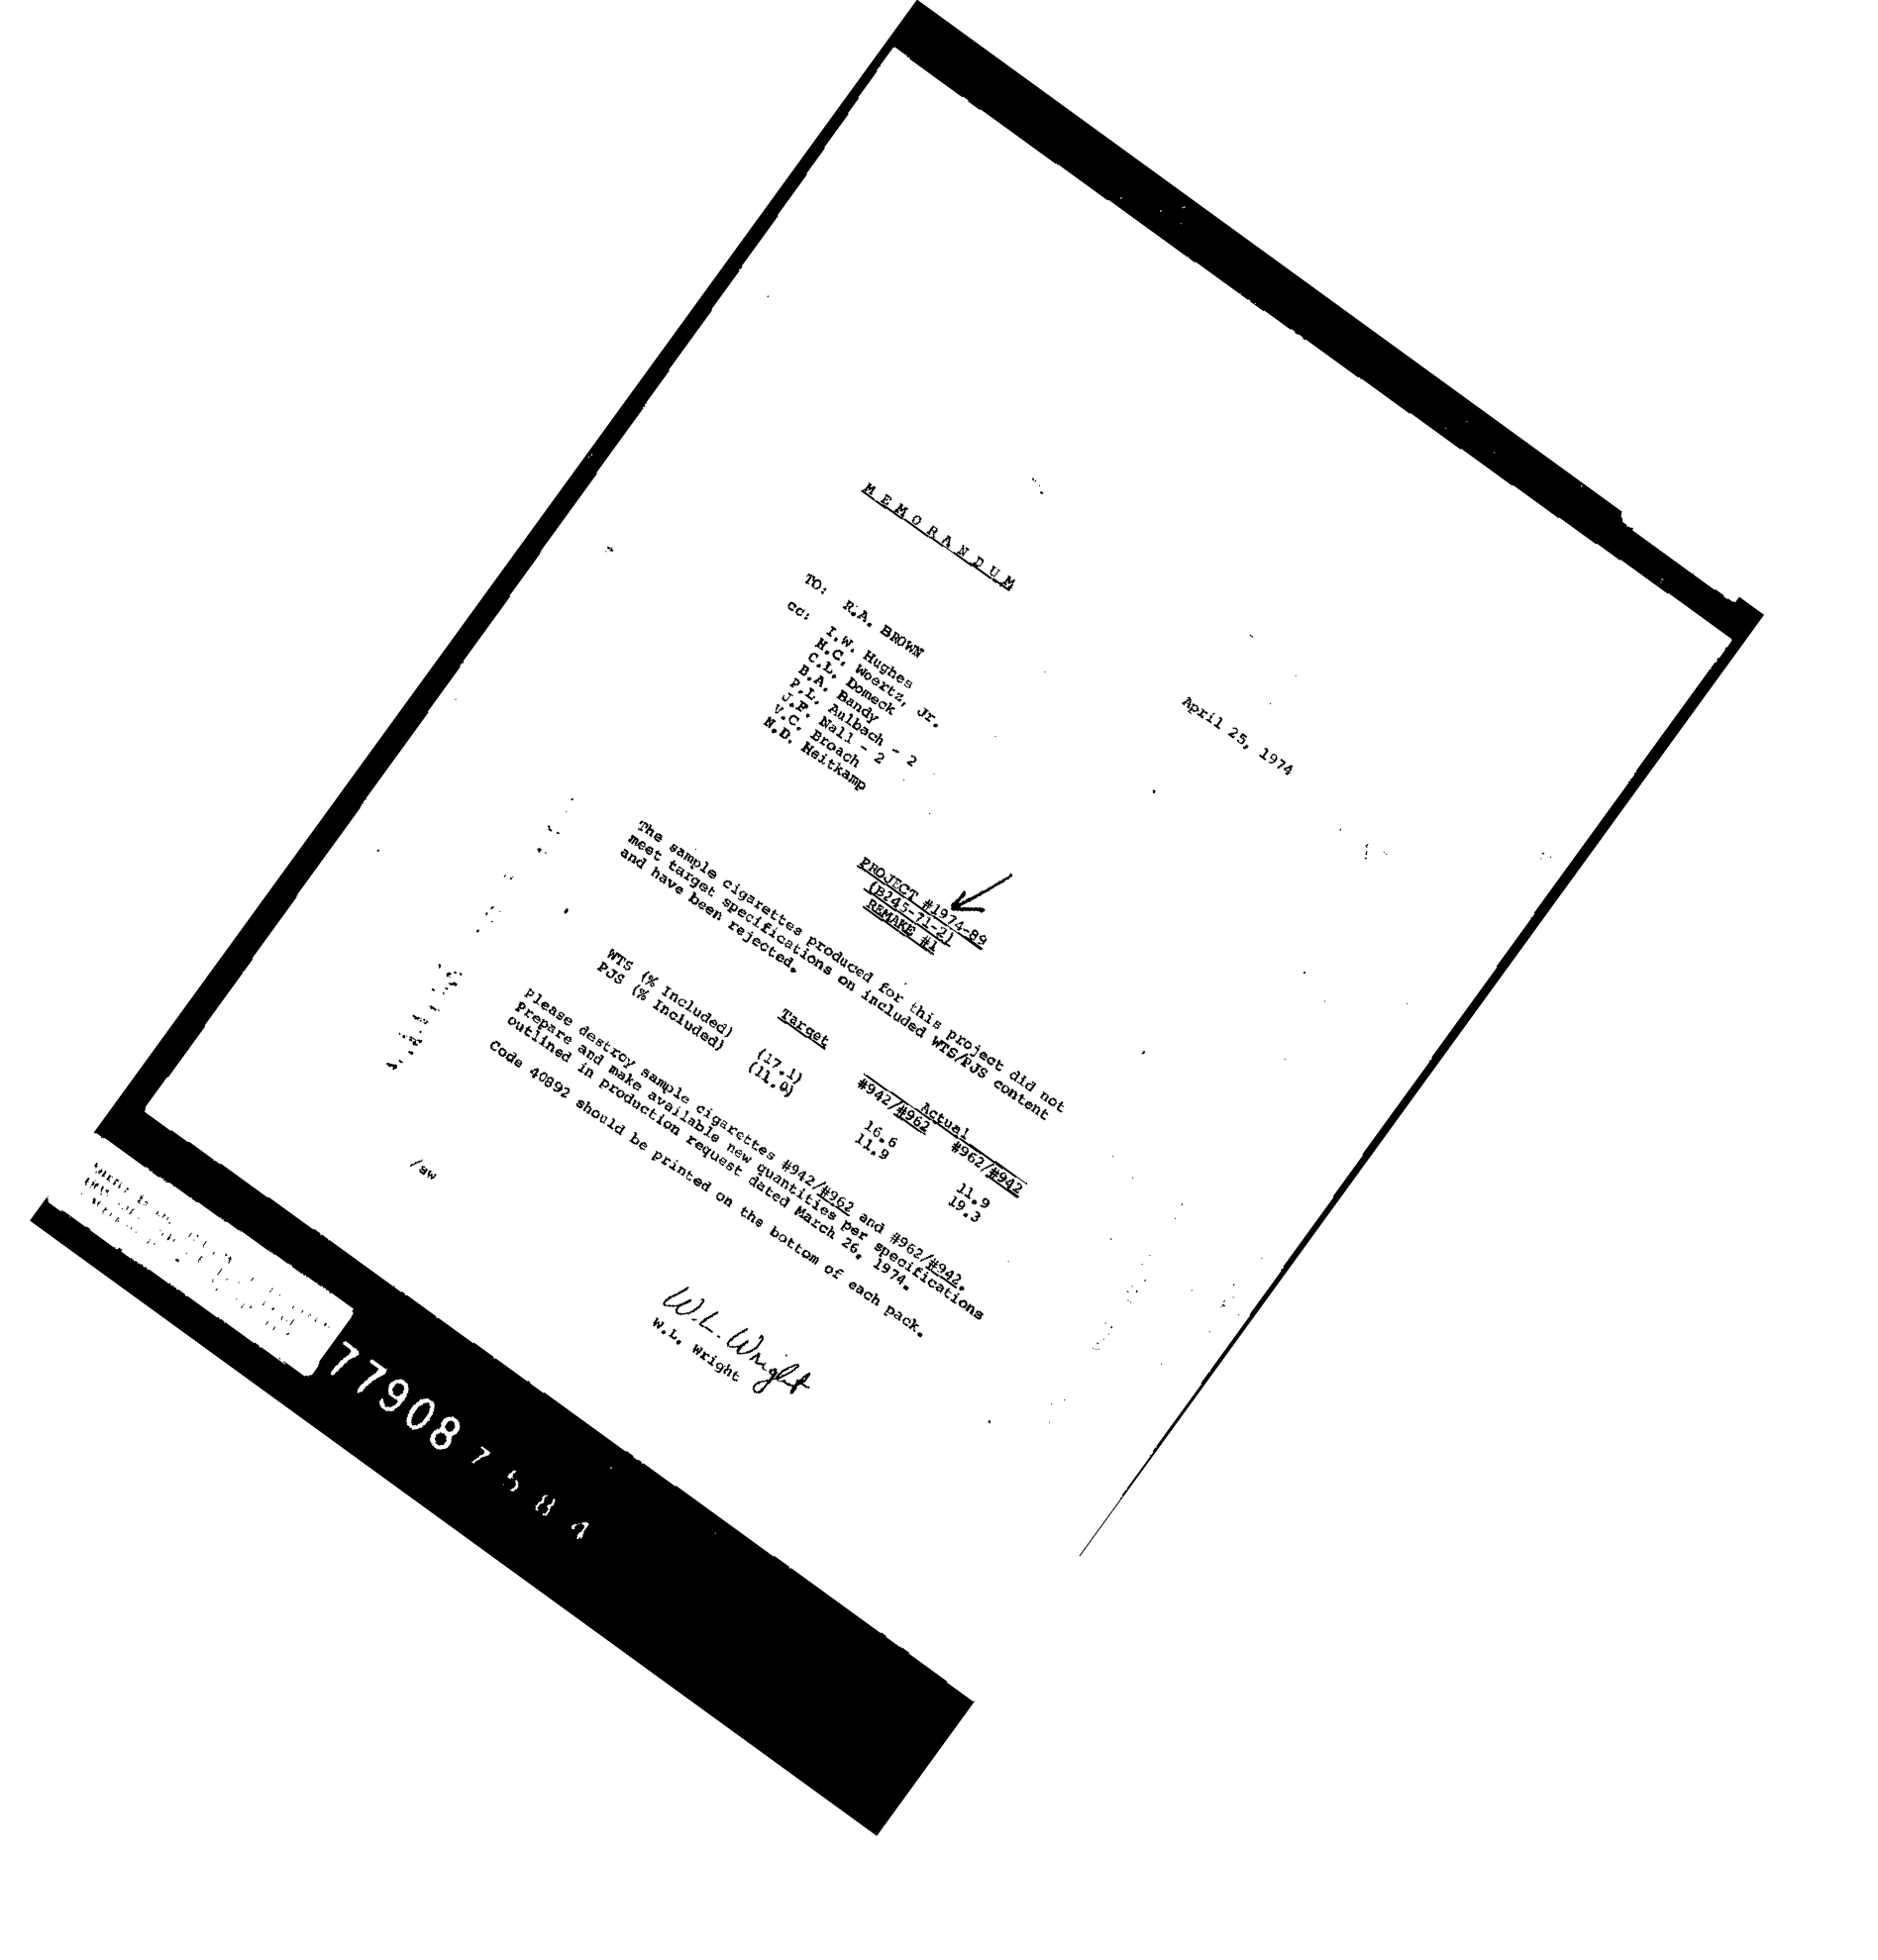 M E M O R A N D U M
April 25, 1974
TO: R.A. BROWN
cc: I.W. Hughes
H.C. Woertz, Jr.
C.L. Domeck
B.A. Bandy
P.L. Aulbach - 2
J.F. Nall - 2
V.C. Broach
N.D. Heitkamp
PROJECT #1974-89
(B245-71-2)
REMAKE #1
The sample cigarettes produced for this project did not
meet target specifications on included WTS/PJS content
and have been rejected.
Target Actual
#942/#962 #962/#942
WTS (% Included) (17.1) 16.6 11.9
PJS (% Included) (11.0) 11.9 19.3
Please destroy sample cigarettes #942/#962 and #962/#942.
Prepare and make available new quantities per specifications
outlined in production request dated March 26, 1974.
Code 40892 should be printed on the bottom of each pack.
W.L. Wright
W.L. Wright
/aw
77908 7584